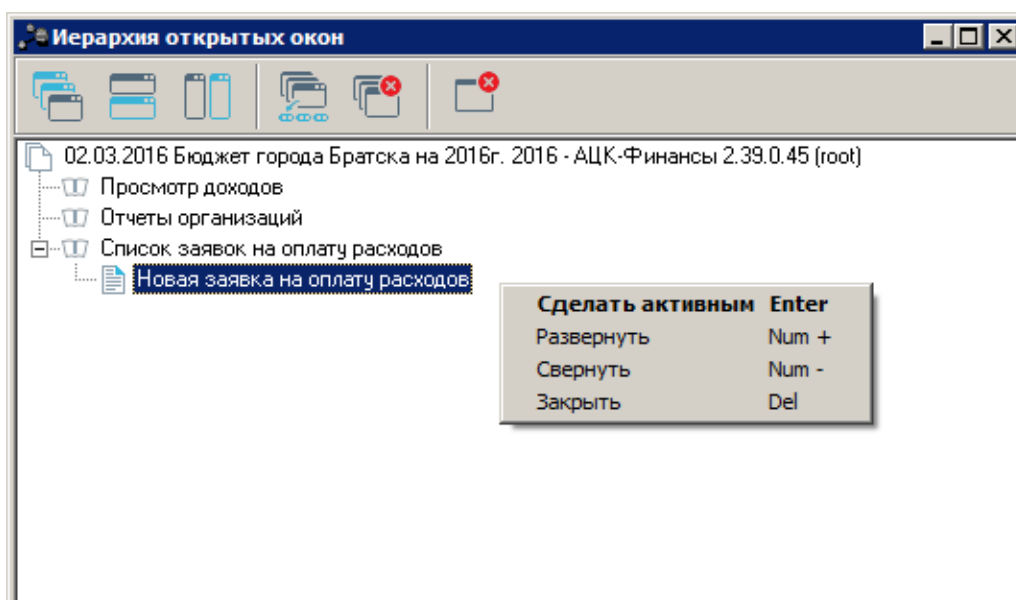 Иерархия открытых окон
02.03.2016 Бюджет города Братска на 2016г. 2016 - АЦК-Финансы 2.39.0.45 (root)
Просмотр доходов
Отчеты организаций
Список заявок на оплату расходов
Новая заявка на оплату расходов
Сделать активным Enter
Развернуть Num +
Свернуть Num -
Закрыть Del